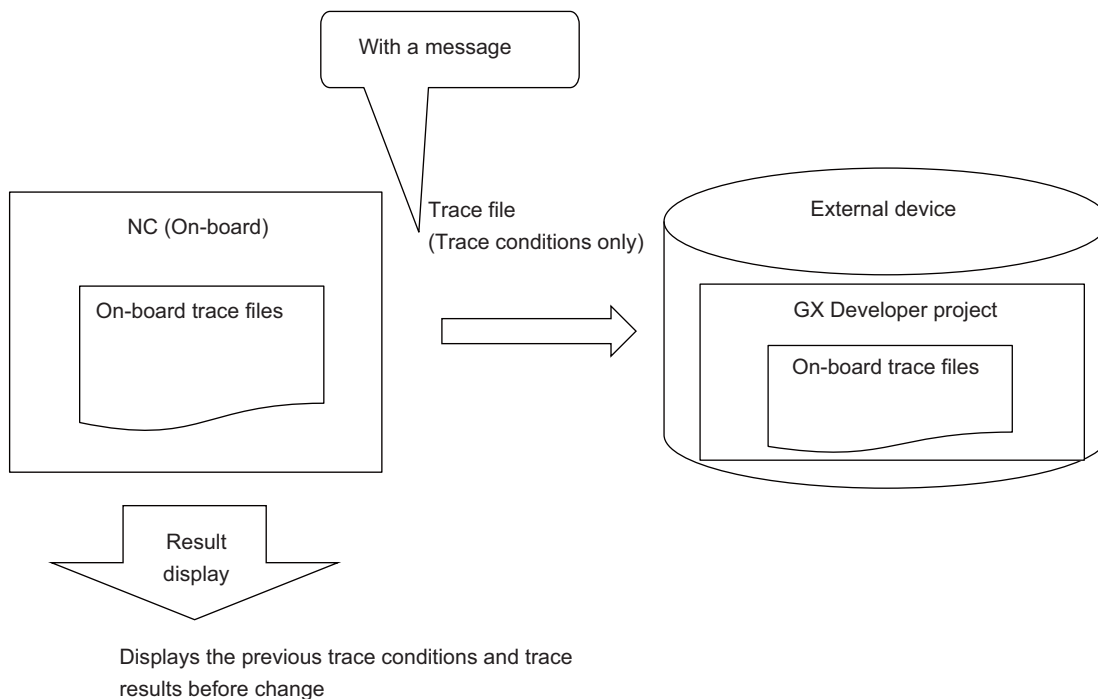 With a message
NC (On-board)
On-board trace files
Trace file
(Trace conditions only)
External device
GX Developer project
On-board trace files
Result
display
Displays the previous trace conditions and trace
results before change